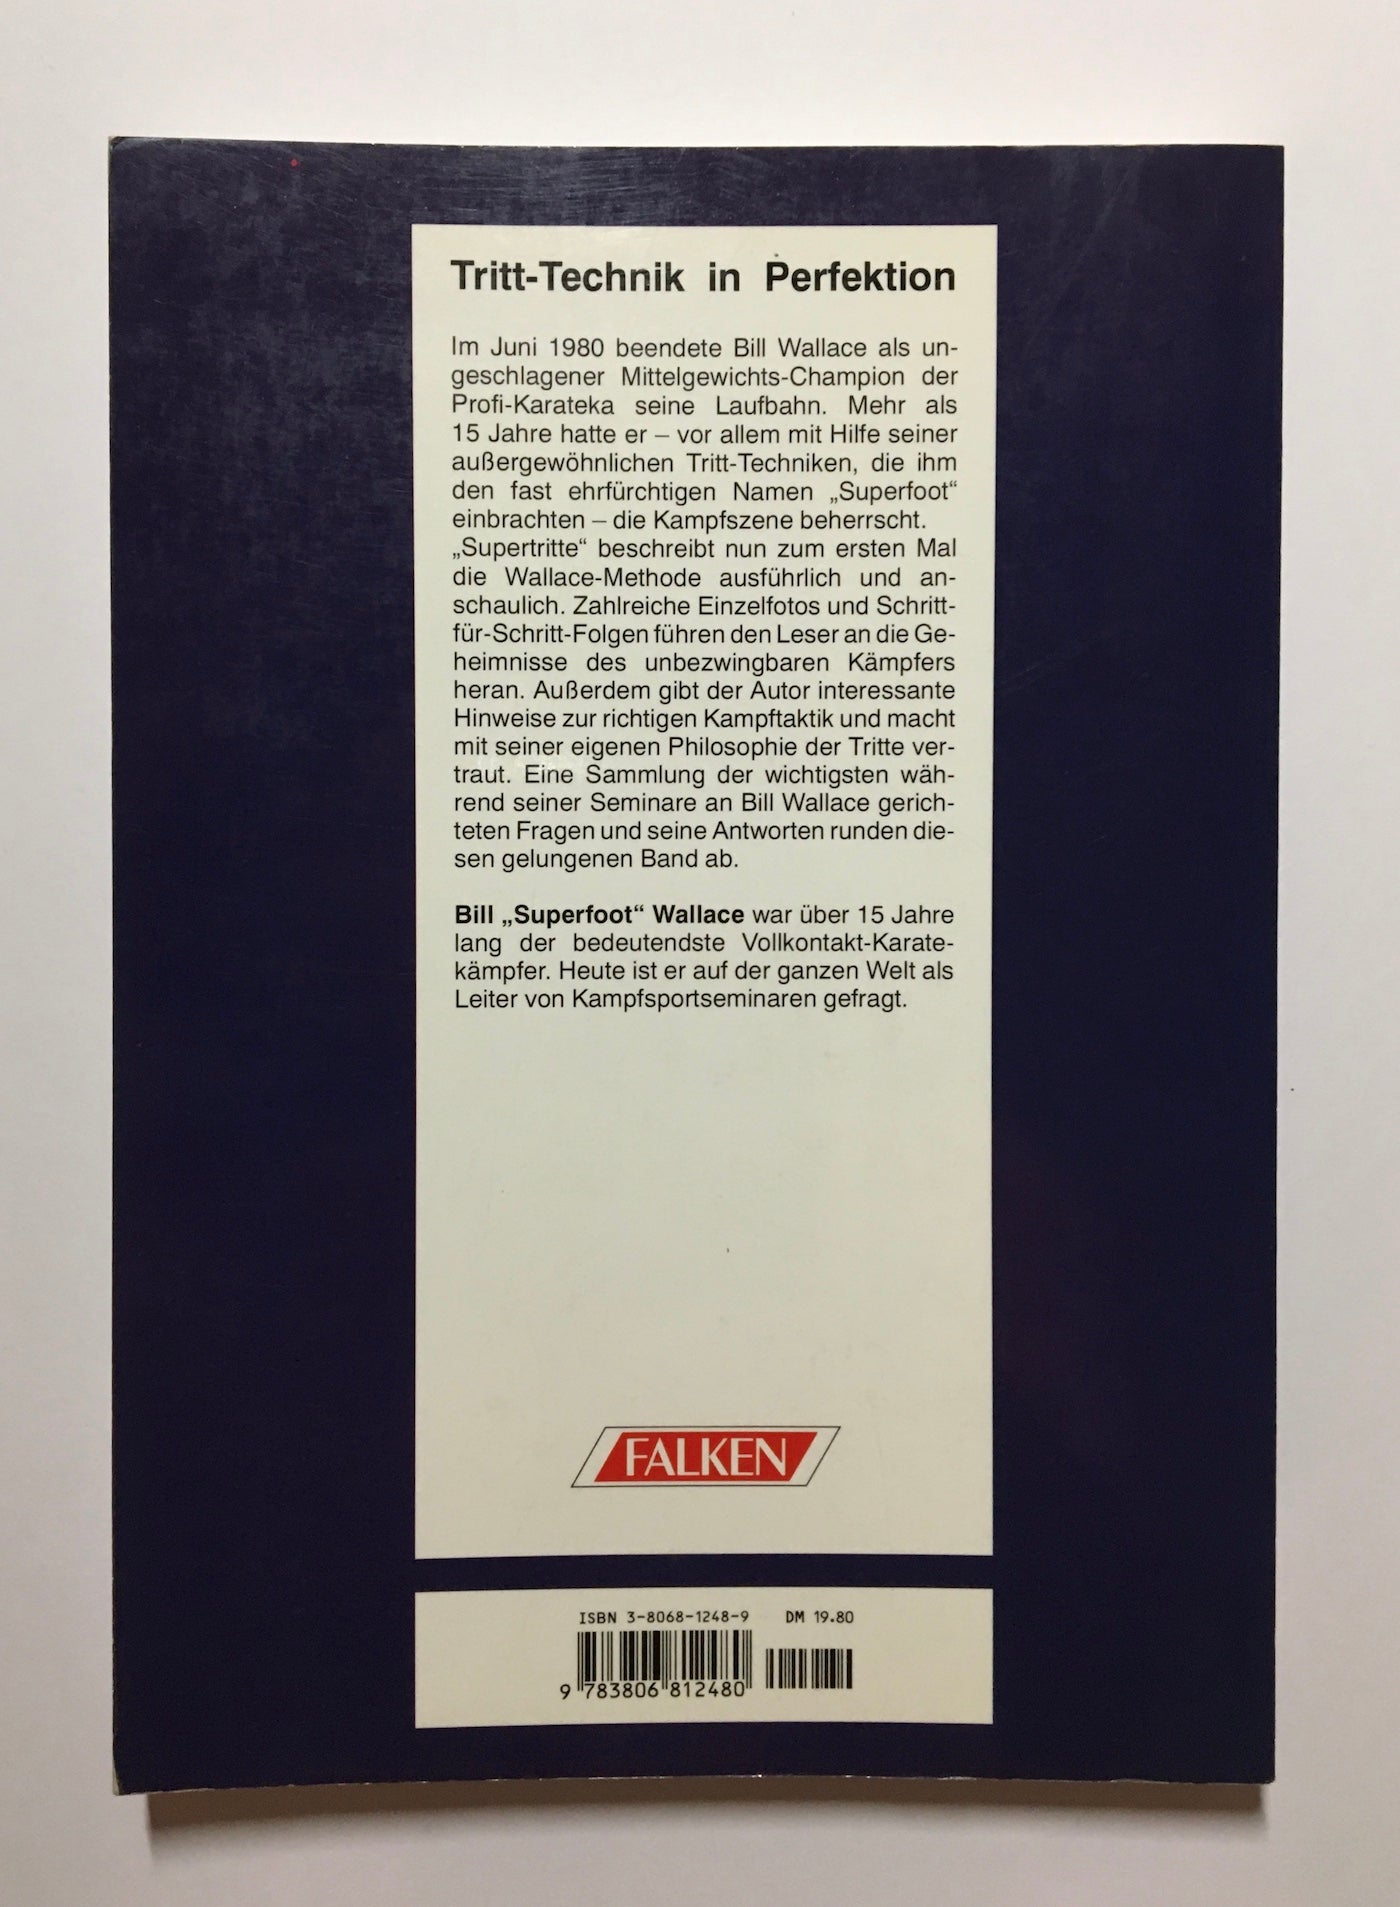 Tritt-Technik in Perfektion
Im Juni 1980 beendete Bill Wallace als un-
geschlagener Mittelgewichts-Champion der
Profi-Karateka seine Laufbahn. Mehr als
15 Jahre hatte er – vor allem mit Hilfe seiner
außergewöhnlichen Tritt-Techniken, die ihm
den fast ehrfürchtigen Namen „Superfoot“
einbrachten – die Kampfszene beherrscht.
„Supertritte“ beschreibt nun zum ersten Mal
die Wallace-Methode ausführlich und an-
schaulich. Zahlreiche Einzelfotos und Schritt-
für-Schritt-Folgen führen den Leser an die Ge-
heimnisse des unbezwingbaren Kämpfers
heran. Außerdem gibt der Autor interessante
Hinweise zur richtigen Kampftaktik und macht
mit seiner eigenen Philosophie der Tritte ver-
traut. Eine Sammlung der wichtigsten wäh-
rend seiner Seminare an Bill Wallace gerich-
teten Fragen und seine Antworten runden die-
sen gelungenen Band ab.
Bill „Superfoot“ Wallace war über 15 Jahre
lang der bedeutendste Vollkontakt-Karate-
kämpfer. Heute ist er auf der ganzen Welt als
Leiter von Kampfsportseminaren gefragt.
FALKEN
ISBN 3-8068-1248-9 DM 19.80
9 783806 812480